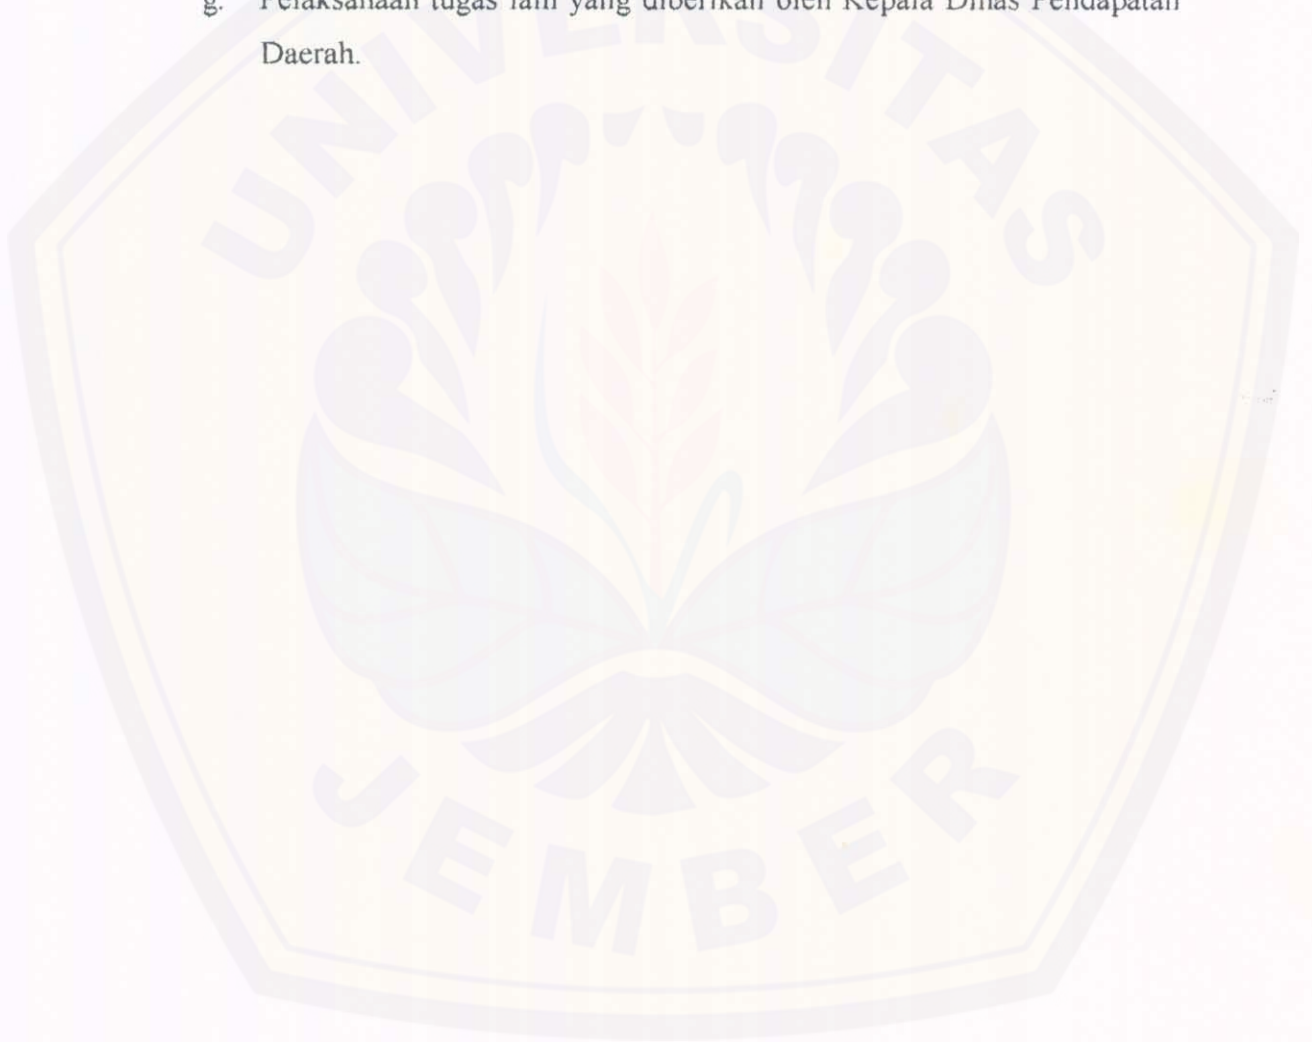 g. Pelaksanaan tugas lain yang diberikan oleh Kepala Dinas Pendapatan
Daerah.
UNIVERSITAS
JEMBER